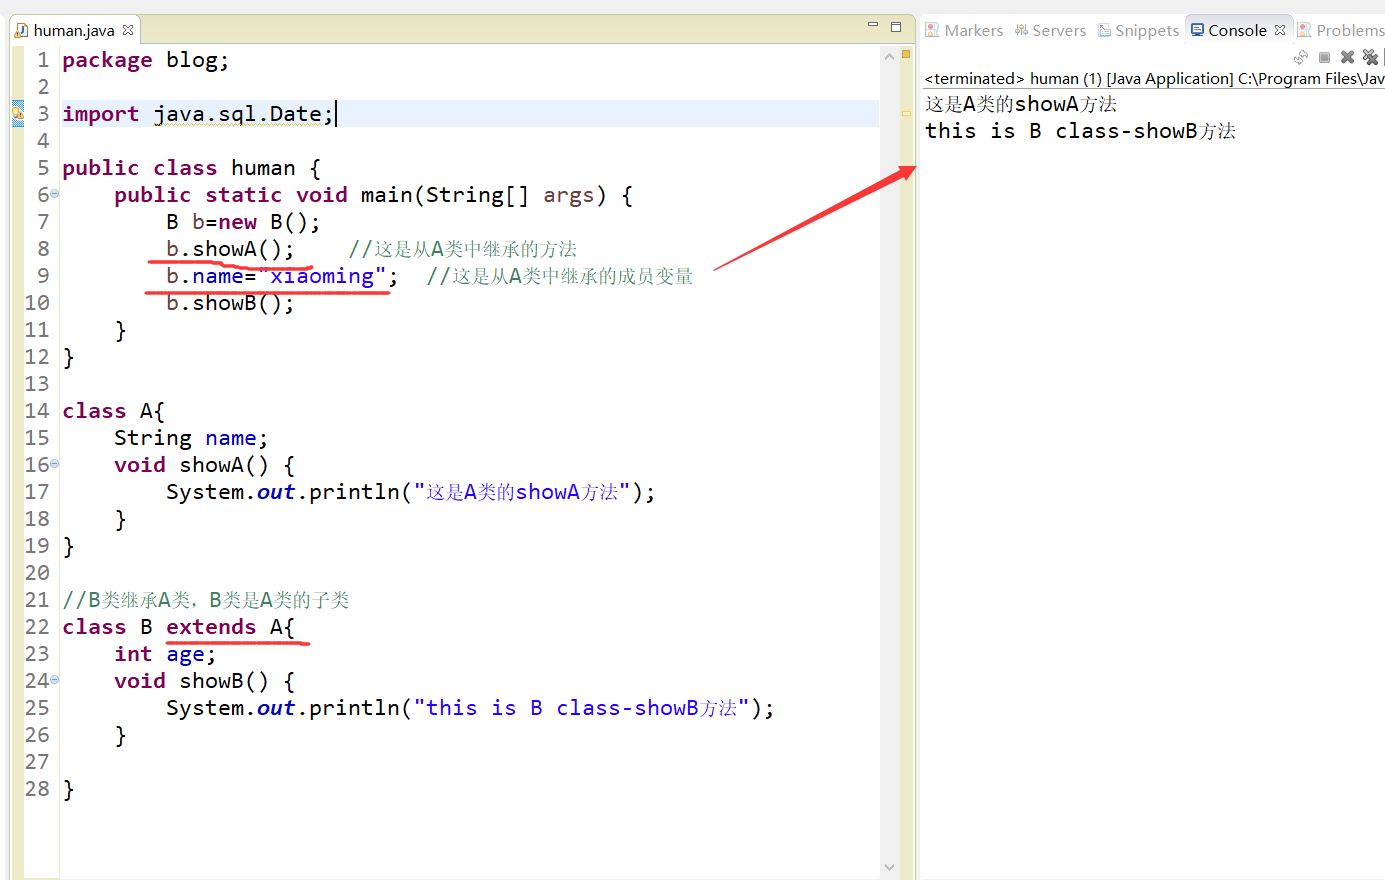 human.java
1 package blog;
2
3 import java.sql.Date;
4
5 public class human {
6 public static void main(String[] args) {
7 B b=new B();
8 b.showA(); //这是从A类中继承的方法
9 b.name="xiaoming"; //这是从A类中继承的成员变量
10 b.showB();
11 }
12 }
13
14 class A{
15 String name;
16 void showA() {
17 System.out.println("这是A类的showA方法");
18 }
19 }
20
21 //B类继承A类，B类是A类的子类
22 class B extends A{
23 int age;
24 void showB() {
25 System.out.println("this is B class-showB方法");
26 }
27
28 }
Markers Servers Snippets Console Problems
<terminated> human (1) [Java Application] C:\Program Files\Jav
这是A类的showA方法
this is B class-showB方法